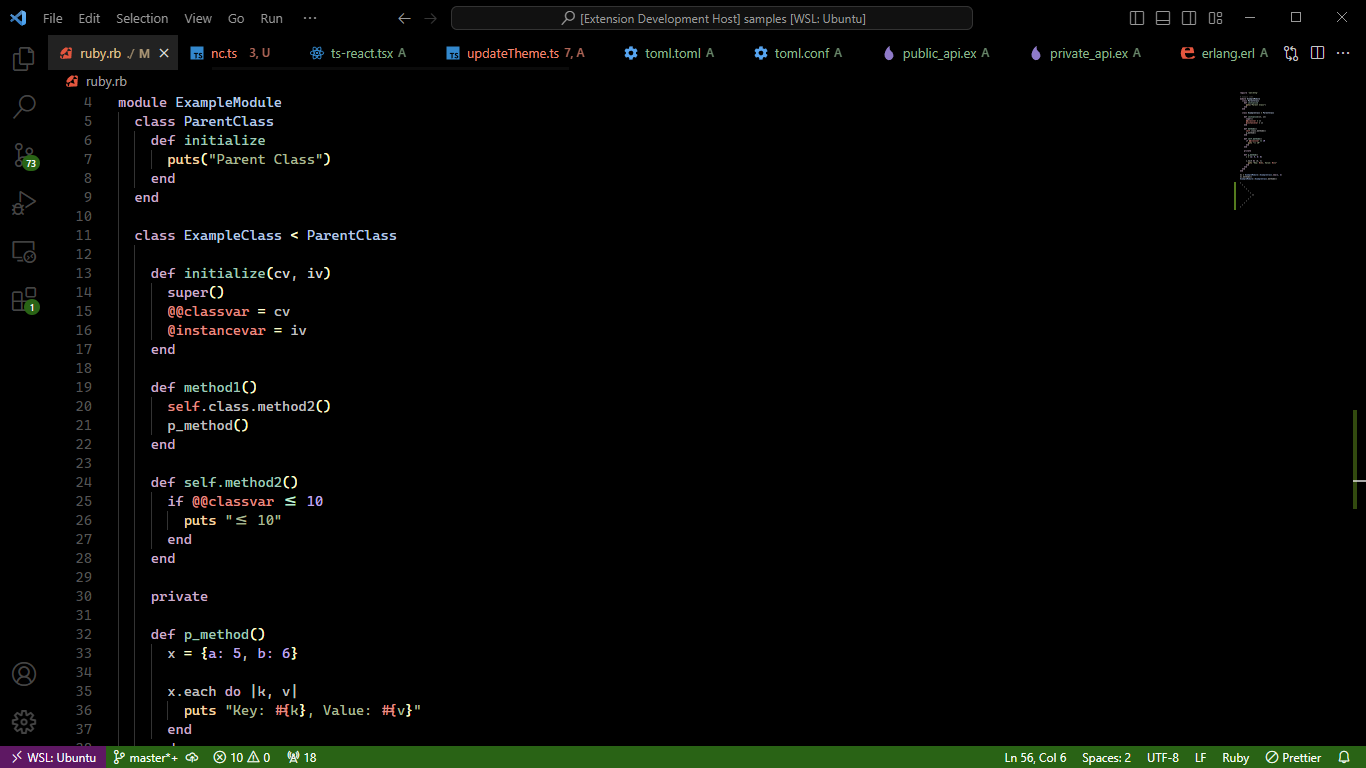 File Edit Selection View Go Run ··· [Extension Development Host] samples [WSL: Ubuntu]
ruby.rb ./ M nc.ts 3, U ts-react.tsx A updateTheme.ts 7, A toml.toml A toml.conf A public_api.ex A private_api.ex A erlang.erl A
ruby.rb
4 module ExampleModule
5 class ParentClass
6 def initialize
7 puts("Parent Class")
8 end
9 end
10
11 class ExampleClass < ParentClass
12
13 def initialize(cv, iv)
14 super()
15 @@classvar = cv
16 @instancevar = iv
17 end
18
19 def method1()
20 self.class.method2()
21 p_method()
22 end
23
24 def self.method2()
25 if @@classvar ≤ 10
26 puts "≤ 10"
27 end
28 end
29
30 private
31
32 def p_method()
33 x = {a: 5, b: 6}
34
35 x.each do |k, v|
36 puts "Key: #{k}, Value: #{v}"
37 end
73
1
WSL: Ubuntu master*+ 10 0 18 Ln 56, Col 6 Spaces: 2 UTF-8 LF Ruby Prettier